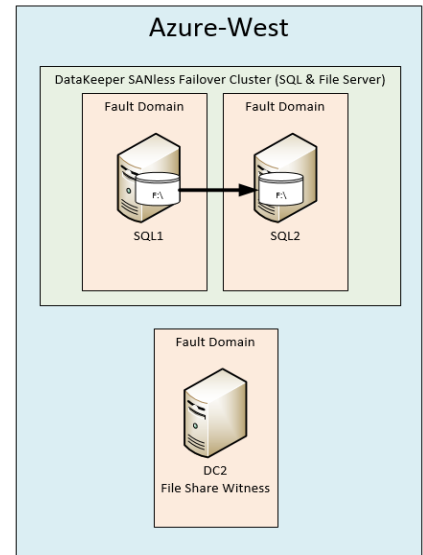 Azure-West
DataKeeper SANless Failover Cluster (SQL & File Server)
Fault Domain
Fault Domain
F:\
F:\
SQL1
SQL2
Fault Domain
DC2
File Share Witness